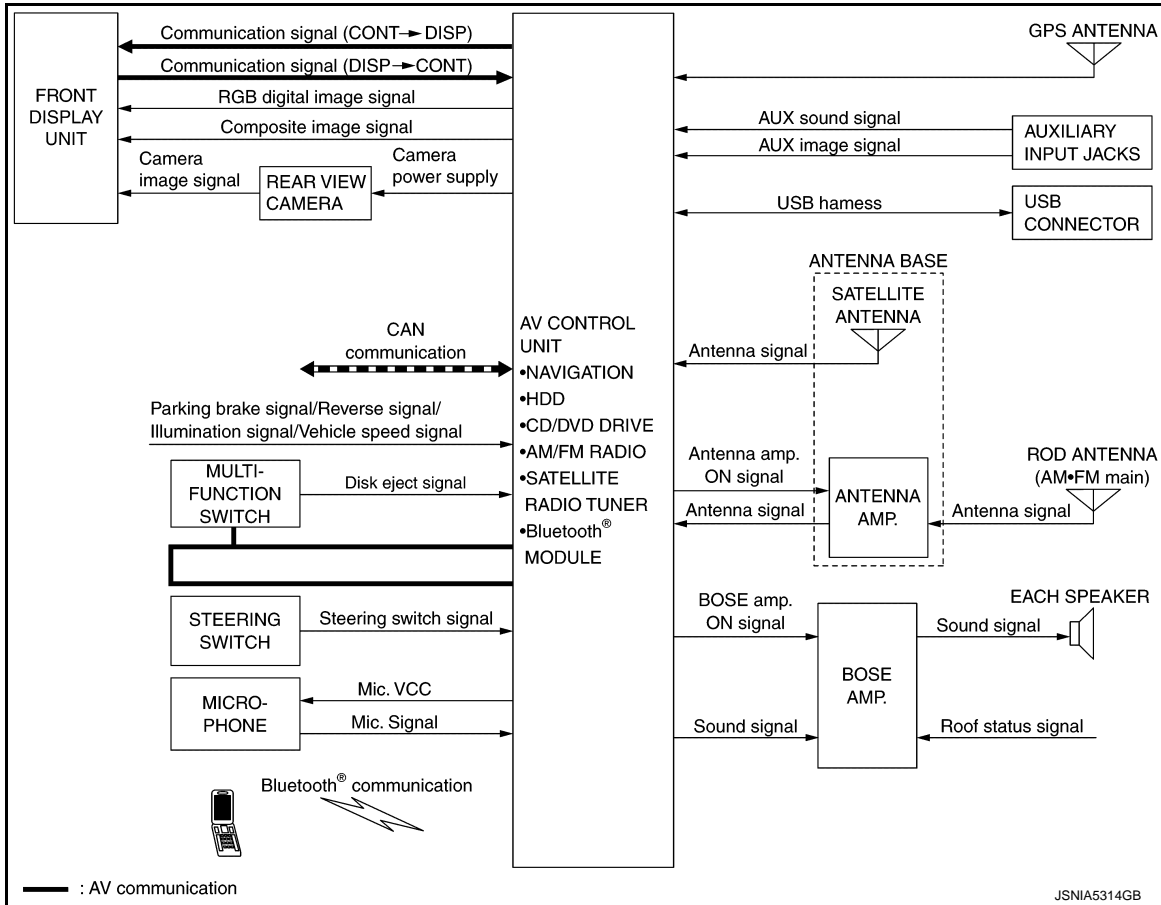 Communication signal (CONT→ DISP)
Communication signal (DISP→CONT)
FRONT
DISPLAY
UNIT
RGB digital image signal
Composite image signal
Camera
image signal
REAR VIEW
CAMERA
Camera
power supply
GPS ANTENNA
AUX sound signal
AUX image signal
AUXILIARY
INPUT JACKS
USB harness
USB
CONNECTOR
ANTENNA BASE
SATELLITE
ANTENNA
Antenna signal
CAN
communication
AV CONTROL
UNIT
•NAVIGATION
•HDD
•CD/DVD DRIVE
•AM/FM RADIO
•SATELLITE
RADIO TUNER
•Bluetooth®
MODULE
Parking brake signal/Reverse signal/
Illumination signal/Vehicle speed signal
MULTI-
FUNCTION
SWITCH
Disk eject signal
Antenna amp.
ON signal
Antenna signal
ANTENNA
AMP.
Antenna signal
ROD ANTENNA
(AM•FM main)
STEERING
SWITCH
Steering switch signal
MICRO-
PHONE
Mic. VCC
Mic. Signal
BOSE amp.
ON signal
Sound signal
BOSE
AMP.
EACH SPEAKER
Sound signal
Roof status signal
Bluetooth® communication
: AV communication
JSNIA5314GB